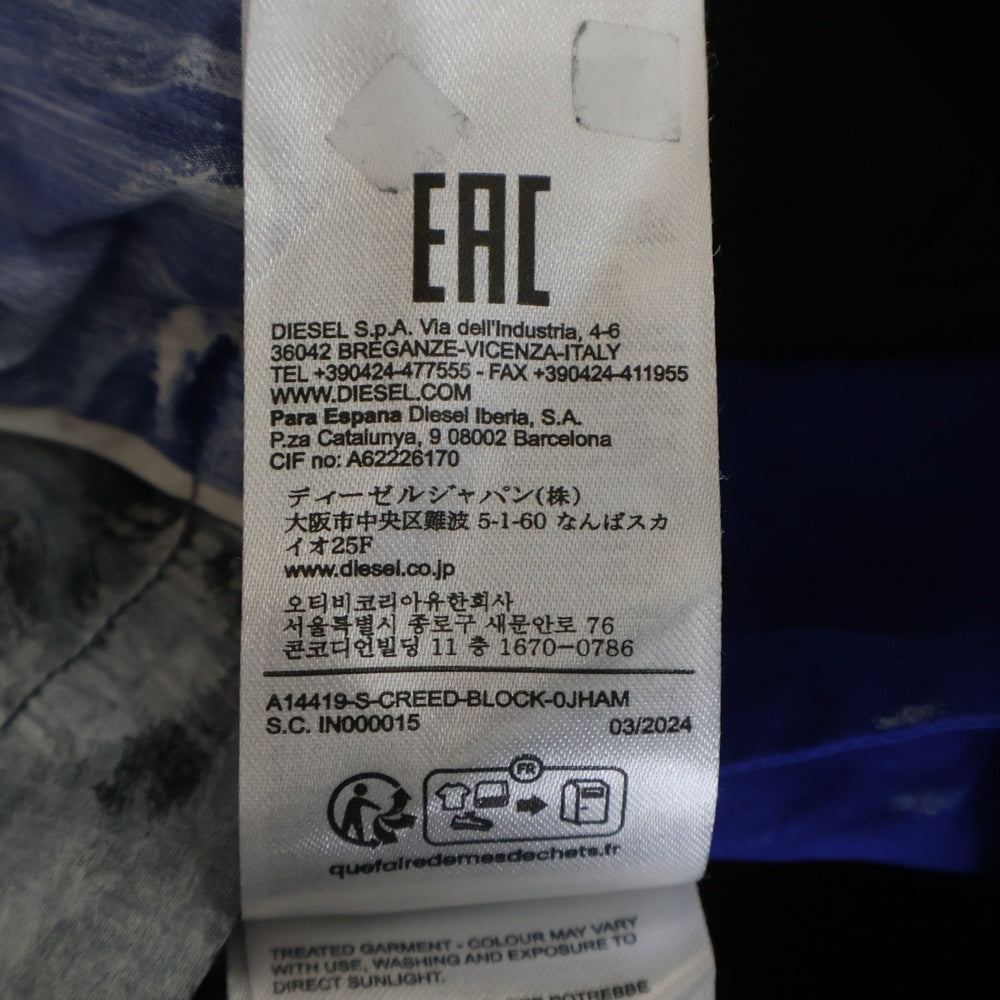 EAC
DIESEL S.p.A. Via dell'Industria, 4-6
36042 BREGANZE-VICENZA-ITALY
TEL +390424-477555 - FAX +390424-411955
WWW.DIESEL.COM
Para Espana Diesel Iberia, S.A.
P.za Catalunya, 9 08002 Barcelona
CIF no: A62226170
ディーゼルジャパン(株)
大阪市中央区難波 5-1-60 なんばスカ
イオ25F
www.diesel.co.jp
오티비코리아유한회사
서울특별시 종로구 새문안로 76
콘코디언빌딩 11 층 1670-0786
A14419-S-CREED-BLOCK-0JHAM
S.C. IN000015 03/2024
FR
quefairedemesdechets.fr
TREATED GARMENT - COLOUR MAY VARY
WITH USE, WASHING AND EXPOSURE TO
DIRECT SUNLIGHT.
POTREBBE